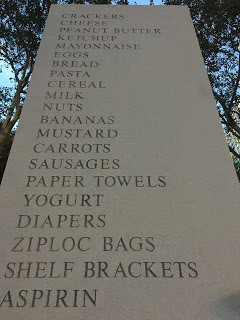 CRACKERS
CHEESE
PEANUT BUTTER
KETCHUP
MAYONNAISE
EGGS
BREAD
PASTA
CEREAL
MILK
NUTS
BANANAS
MUSTARD
CARROTS
SAUSAGES
PAPER TOWELS
YOGURT
DIAPERS
ZIPLOC BAGS
SHELF BRACKETS
ASPIRIN